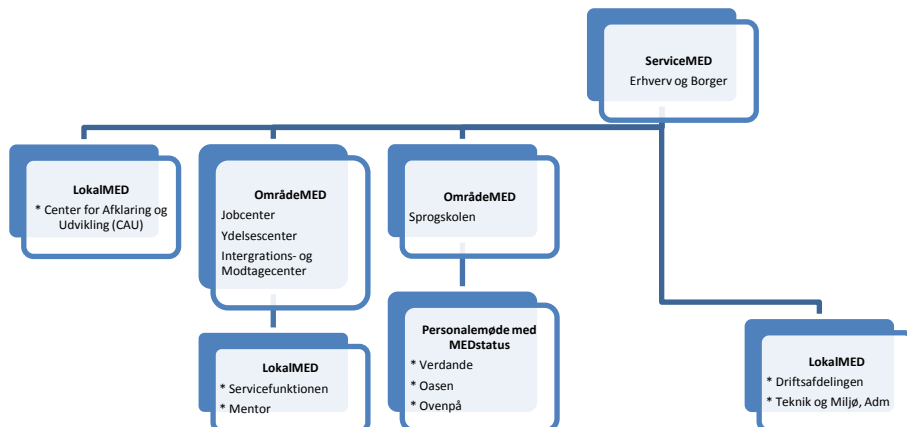 ServiceMED
Erhverv og Borger
LokalMED
* Center for Afklaring og
Udvikling (CAU)
OmrådeMED
Jobcenter
Ydelsescenter
Intergrations- og
Modtagecenter
OmrådeMED
Sprogskolen
LokalMED
* Servicefunktionen
* Mentor
Personalemøde med
MEDstatus
* Verdande
* Oasen
* Ovenpå
LokalMED
* Driftsafdelingen
* Teknik og Miljø, Adm